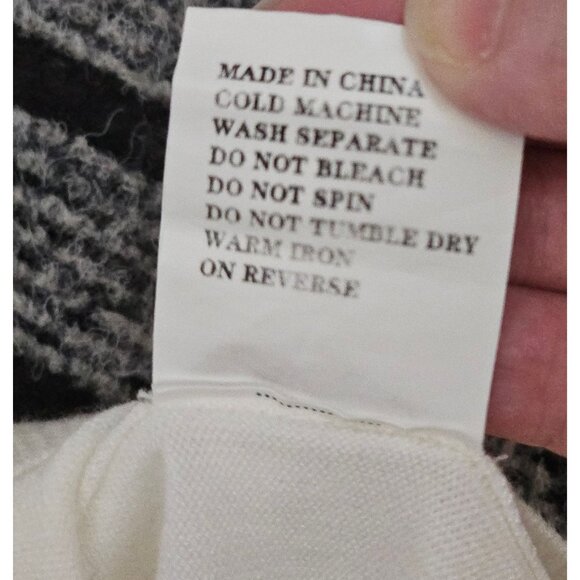 MADE IN CHINA
COLD MACHINE
WASH SEPARATE
DO NOT BLEACH
DO NOT SPIN
DO NOT TUMBLE DRY
WARM IRON
ON REVERSE